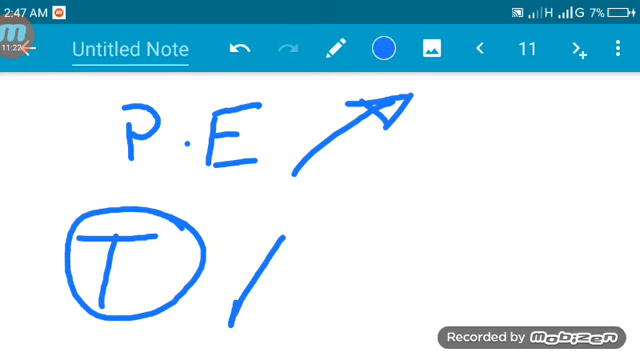 2:47 AM H G 7%
11:22 Untitled Note 11
P.E
T /
Recorded by mobizen